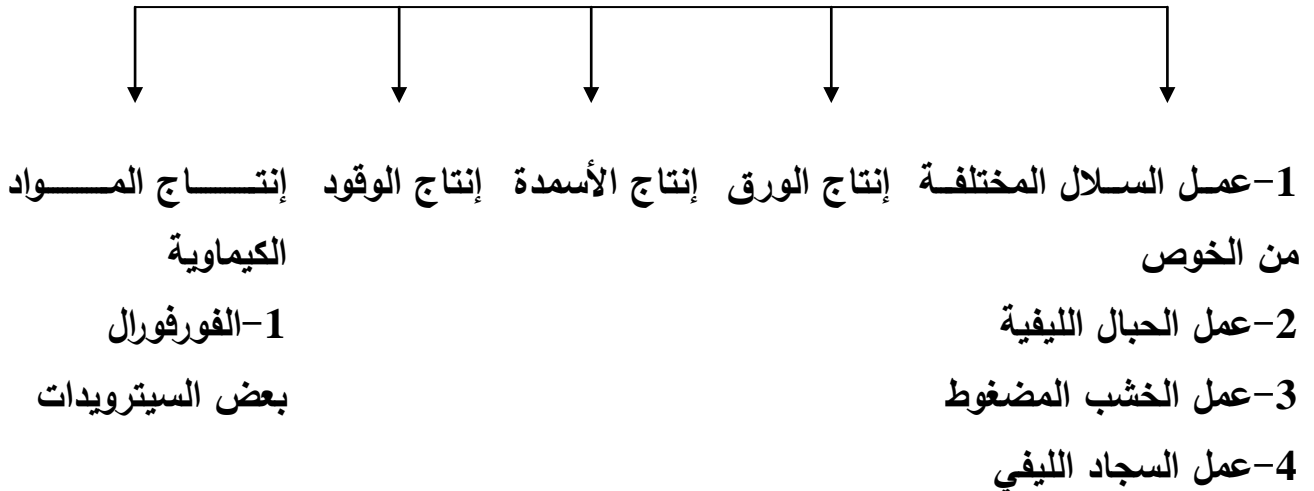 1-عمل السلال المختلفة إنتاج الورق إنتاج الأسمدة إنتاج الوقود إنتاج المواد
من الخوص الكيماوية
2-عمل الحبال الليفية 1-الفورفورال
3-عمل الخشب المضغوط بعض السيترويدات
4-عمل السجاد الليفي